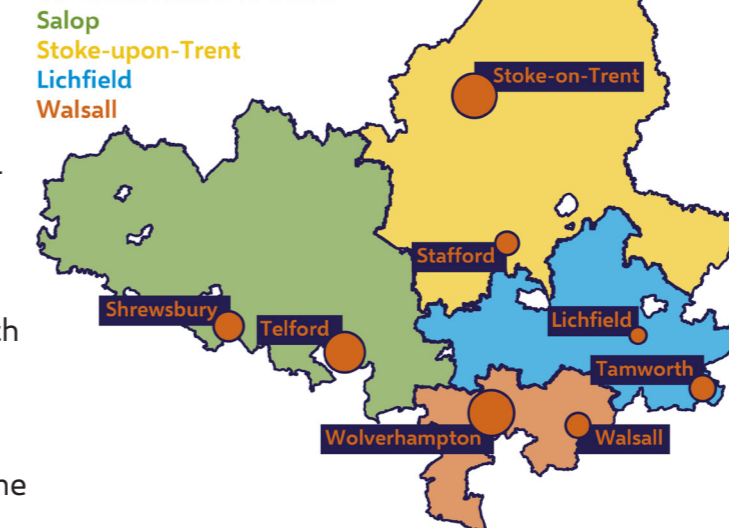 Salop
Stoke-upon-Trent
Lichfield
Walsall
Stoke-on-Trent
Stafford
Shrewsbury
Telford
Lichfield
Tamworth
Wolverhampton
Walsall